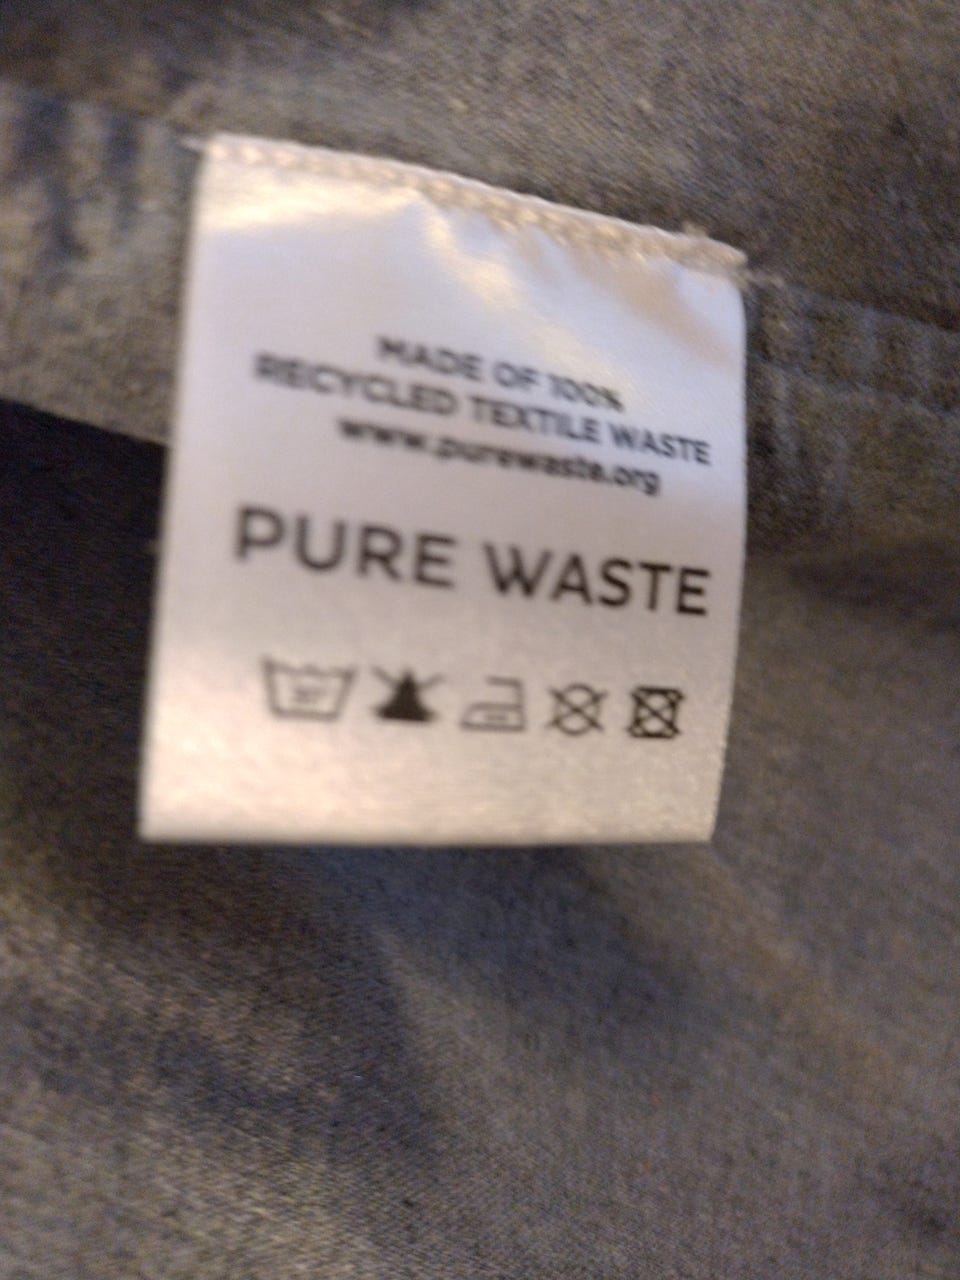 MADE OF 100%
RECYCLED TEXTILE WASTE
www.purewaste.org
PURE WASTE